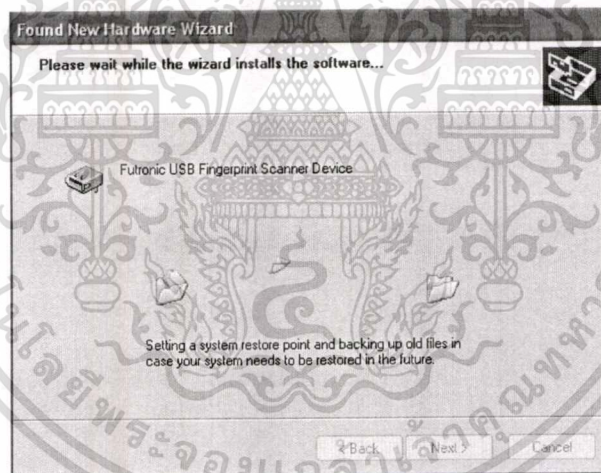 Found New Hardware Wizard
Please wait while the wizard installs the software...
Futronic USB Fingerprint Scanner Device
Setting a system restore point and backing up old files in
case your system needs to be restored in the future.
< Back Next > Cancel